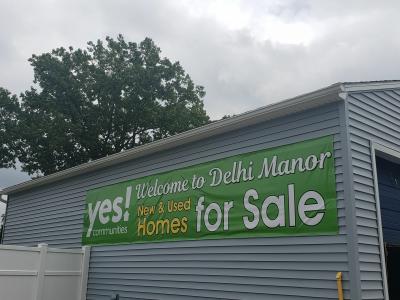 yes!
communities
Welcome to Delhi Manor
New & Used
Homes
for Sale